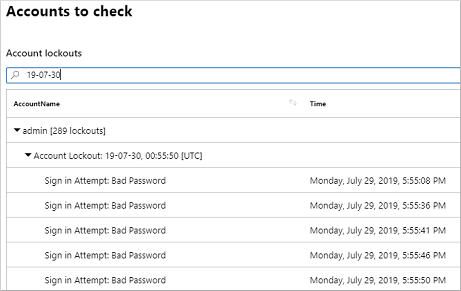 Accounts to check
Account lockouts
19-07-30
AccountName Time
admin [289 lockouts]
Account Lockout: 19-07-30, 00:55:50 [UTC]
Sign in Attempt: Bad Password Monday, July 29, 2019, 5:55:08 PM
Sign in Attempt: Bad Password Monday, July 29, 2019, 5:55:36 PM
Sign in Attempt: Bad Password Monday, July 29, 2019, 5:55:41 PM
Sign in Attempt: Bad Password Monday, July 29, 2019, 5:55:46 PM
Sign in Attempt: Bad Password Monday, July 29, 2019, 5:55:50 PM